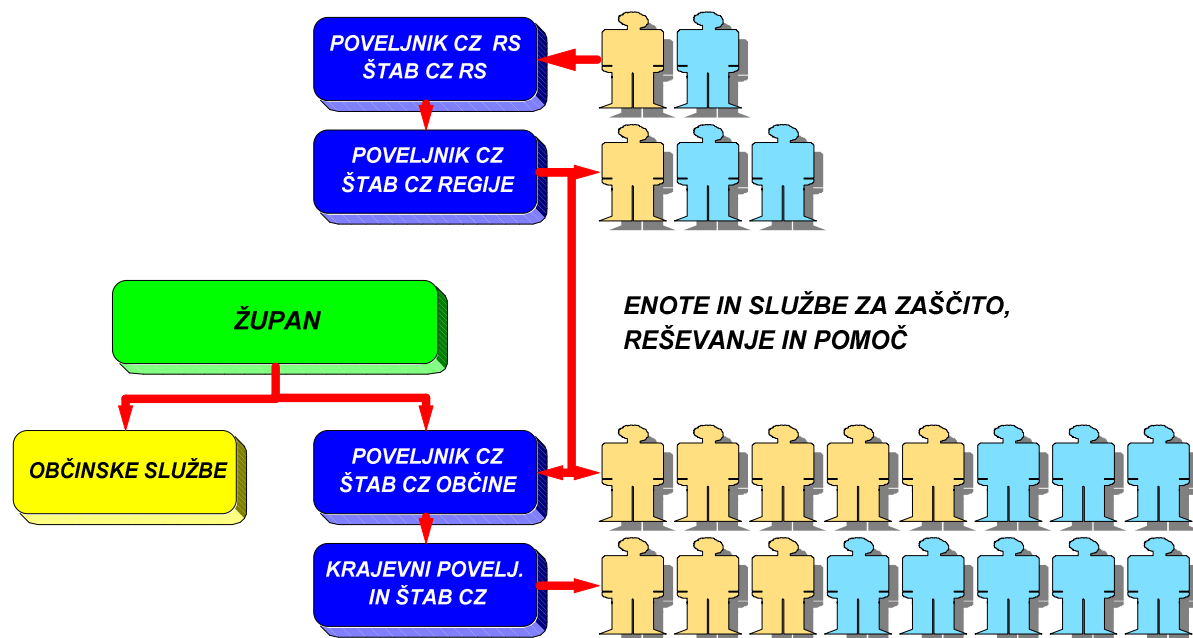 POVELJNIK CZ RS
ŠTAB CZ RS
POVELJNIK CZ
ŠTAB CZ REGIJE
ŽUPAN
ENOTE IN SLUŽBE ZA ZAŠČITO,
REŠEVANJE IN POMOČ
OBČINSKE SLUŽBE
POVELJNIK CZ
ŠTAB CZ OBČINE
KRAJEVNI POVELJ.
IN ŠTAB CZ